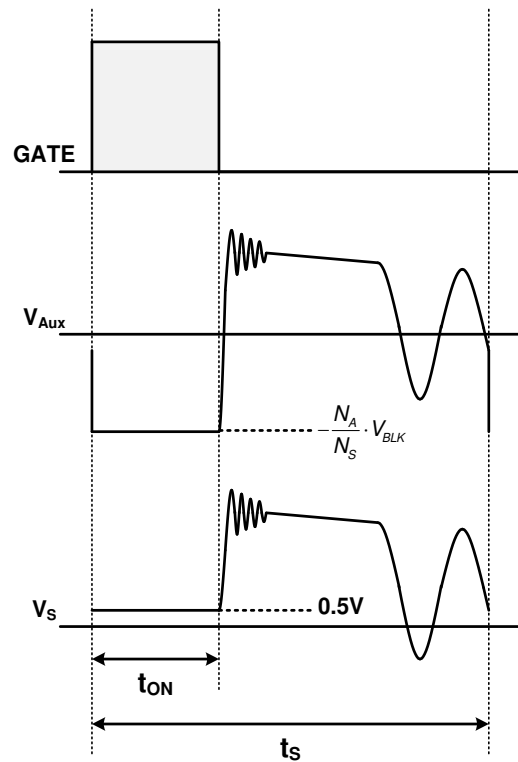 GATE
V_Aux
-N_A/N_S · V_BLK
V_S
0.5V
t_ON
t_S